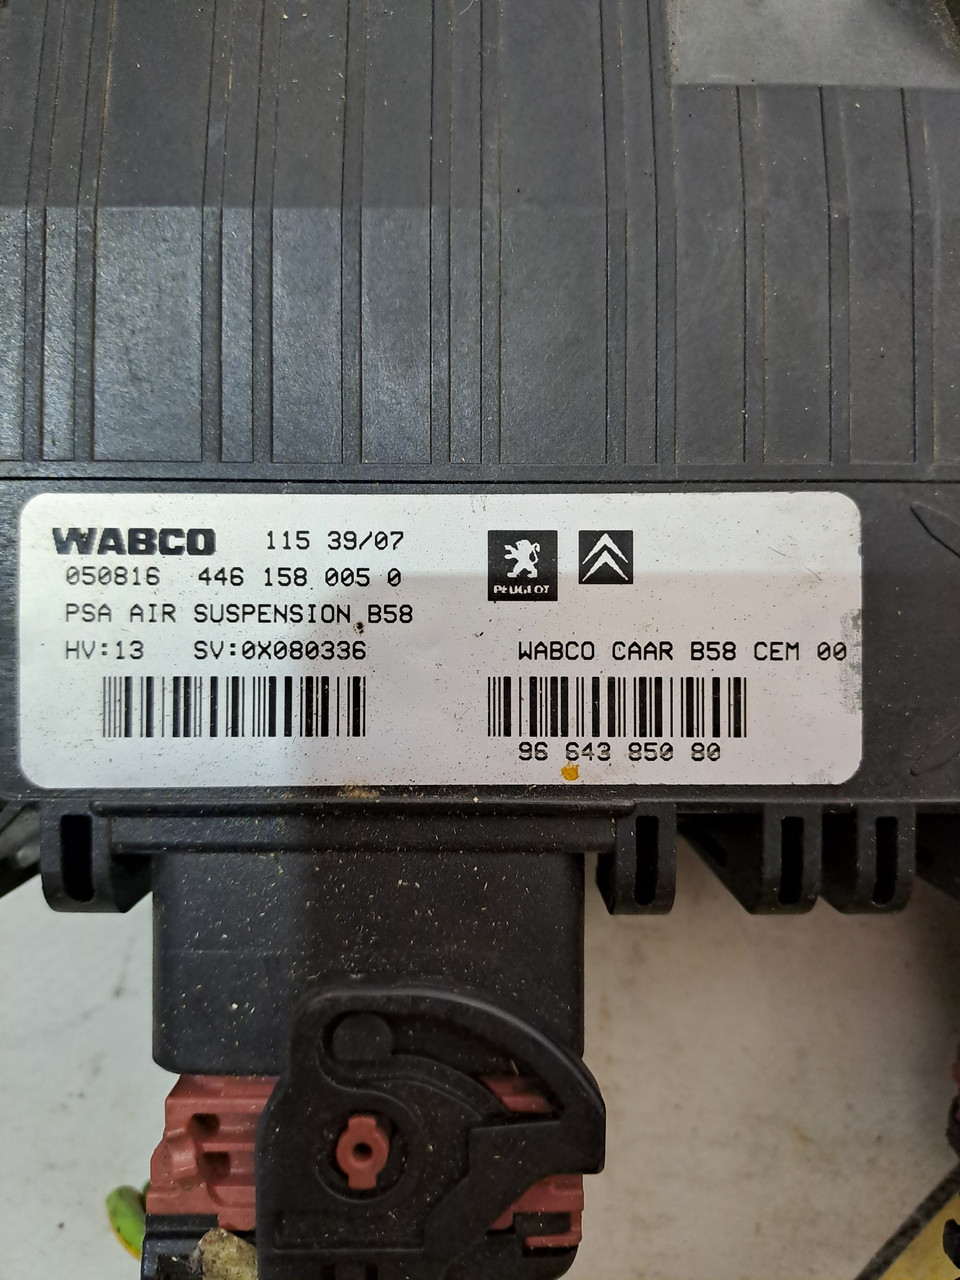 WABCO 115 39/07
050816 446 158 005 0
PSA AIR SUSPENSION B58
HV:13 SV:0X080336
PEUGEOT
WABCO CAAR B58 CEM 00
96 643 850 80